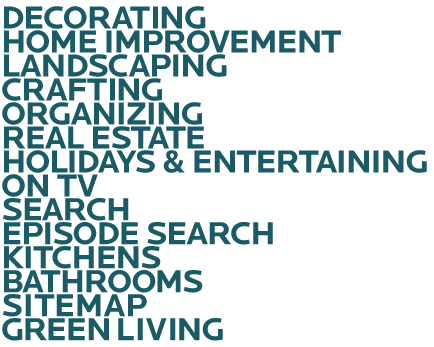 DECORATING
HOME IMPROVEMENT
LANDSCAPING
CRAFTING
ORGANIZING
REAL ESTATE
HOLIDAYS & ENTERTAINING
ON TV
SEARCH
EPISODE SEARCH
KITCHENS
BATHROOMS
SITEMAP
GREEN LIVING